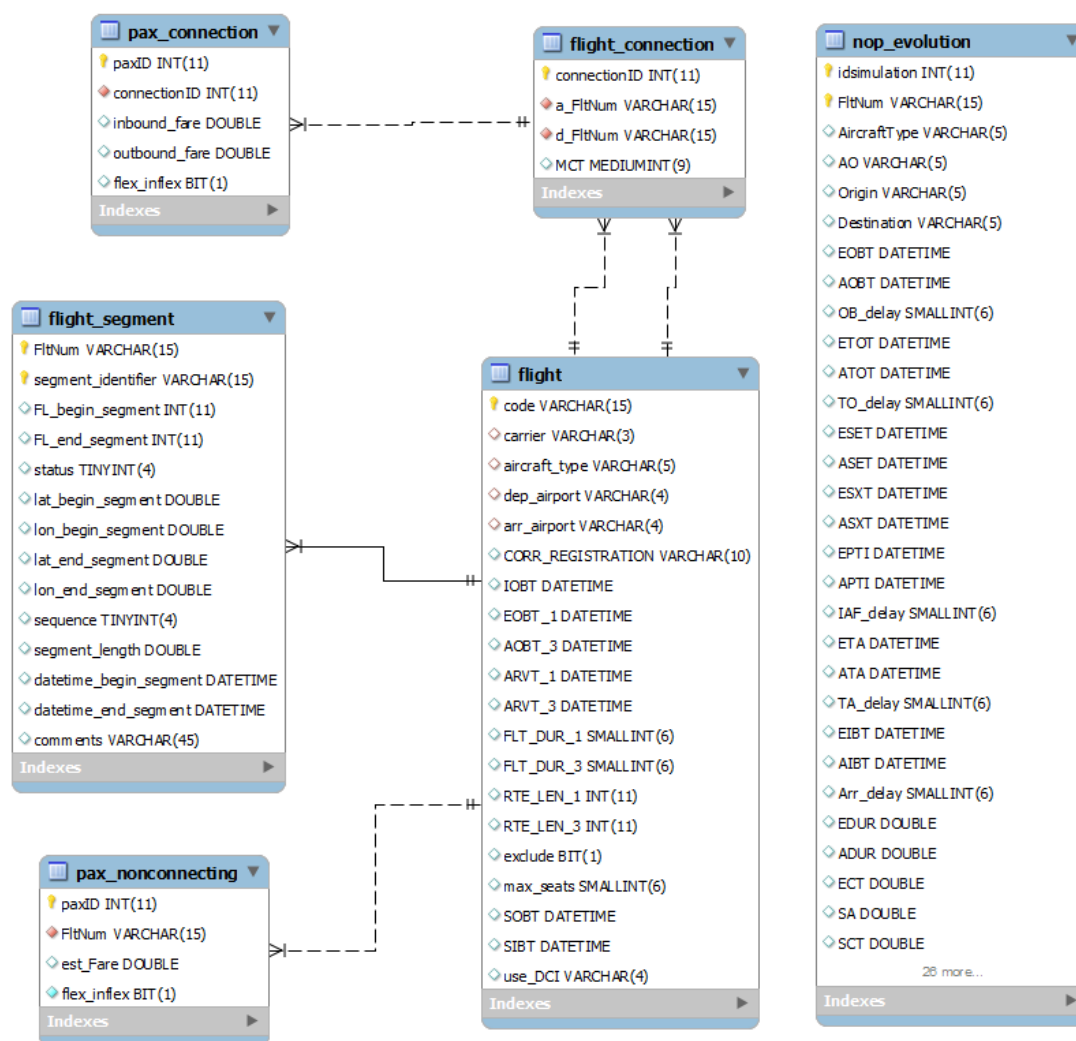 pax_connection
paxID INT(11)
connectionID INT(11)
inbound_fare DOUBLE
outbound_fare DOUBLE
flex_inflex BIT(1)
Indexes
flight_connection
connectionID INT(11)
a_FltNum VARCHAR(15)
d_FltNum VARCHAR(15)
MCT MEDIUMINT(9)
Indexes
nop_evolution
idsimulation INT(11)
FltNum VARCHAR(15)
AircraftType VARCHAR(5)
AO VARCHAR(5)
Origin VARCHAR(5)
Destination VARCHAR(5)
EOBT DATETIME
AOBT DATETIME
OB_delay SMALLINT(6)
ETOT DATETIME
ATOT DATETIME
TO_delay SMALLINT(6)
ESET DATETIME
ASET DATETIME
ESXT DATETIME
ASXT DATETIME
EPTI DATETIME
APTI DATETIME
IAF_delay SMALLINT(6)
ETA DATETIME
ATA DATETIME
TA_delay SMALLINT(6)
EIBT DATETIME
AIBT DATETIME
Arr_delay SMALLINT(6)
EDUR DOUBLE
ADUR DOUBLE
ECT DOUBLE
SA DOUBLE
SCT DOUBLE
26 more...
Indexes
flight_segment
FltNum VARCHAR(15)
segment_identifier VARCHAR(15)
FL_begin_segment INT(11)
FL_end_segment INT(11)
status TINYINT(4)
lat_begin_segment DOUBLE
lon_begin_segment DOUBLE
lat_end_segment DOUBLE
lon_end_segment DOUBLE
sequence TINYINT(4)
segment_length DOUBLE
datetime_begin_segment DATETIME
datetime_end_segment DATETIME
comments VARCHAR(45)
Indexes
flight
code VARCHAR(15)
carrier VARCHAR(3)
aircraft_type VARCHAR(5)
dep_airport VARCHAR(4)
arr_airport VARCHAR(4)
CORR_REGISTRATION VARCHAR(10)
IOBT DATETIME
EOBT_1 DATETIME
AOBT_3 DATETIME
ARVT_1 DATETIME
ARVT_3 DATETIME
FLT_DUR_1 SMALLINT(6)
FLT_DUR_3 SMALLINT(6)
RTE_LEN_1 INT(11)
RTE_LEN_3 INT(11)
exclude BIT(1)
max_seats SMALLINT(6)
SOBT DATETIME
SIBT DATETIME
use_DCI VARCHAR(4)
Indexes
pax_nonconnecting
paxID INT(11)
FltNum VARCHAR(15)
est_Fare DOUBLE
flex_inflex BIT(1)
Indexes